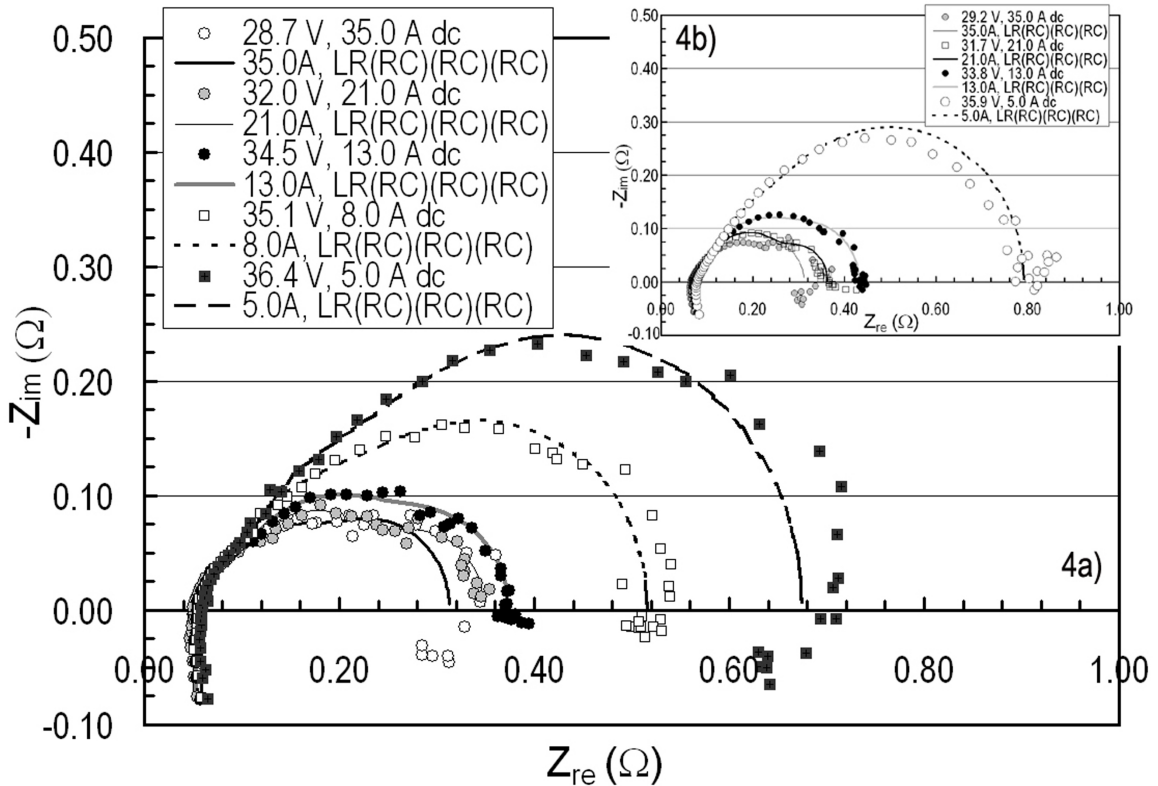 28.7 V, 35.0 A dc
35.0A, LR(RC)(RC)(RC)
32.0 V, 21.0 A dc
21.0A, LR(RC)(RC)(RC)
34.5 V, 13.0 A dc
13.0A, LR(RC)(RC)(RC)
35.1 V, 8.0 A dc
8.0A, LR(RC)(RC)(RC)
36.4 V, 5.0 A dc
5.0A, LR(RC)(RC)(RC)
0.50
0.40
0.30
0.20
0.10
0.00
-0.10
-Zim (Ω)
0.00 0.20 0.40 0.60 0.80 1.00
Zre (Ω)
4a)
4b)
29.2 V, 35.0 A dc
35.0A, LR(RC)(RC)(RC)
31.7 V, 21.0 A dc
21.0A, LR(RC)(RC)(RC)
33.8 V, 13.0 A dc
13.0A, LR(RC)(RC)(RC)
35.9 V, 5.0 A dc
5.0A, LR(RC)(RC)(RC)
0.50
0.40
0.30
0.20
0.10
0.00
-0.10
-Zim (Ω)
0.00 0.20 0.40 0.60 0.80 1.00
Zre (Ω)